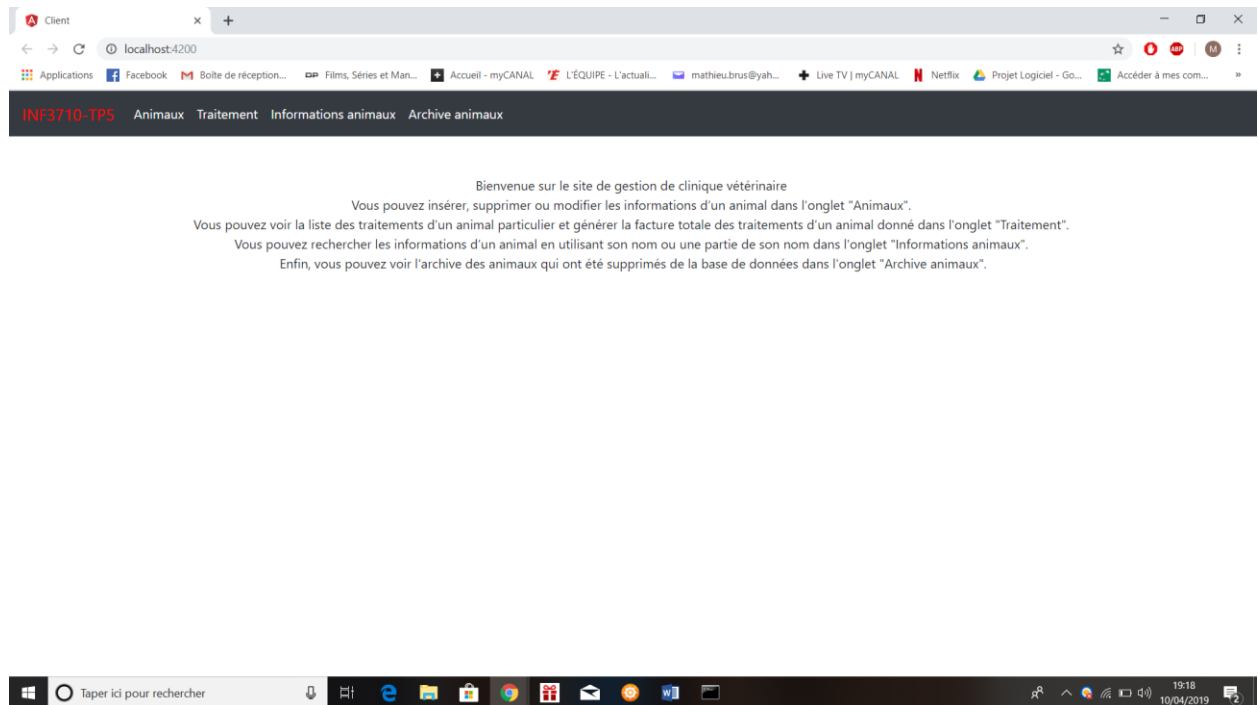 Client
localhost:4200
Applications Facebook Boîte de réception... Films, Séries et Man... Accueil - myCANAL L'ÉQUIPE - L'actuali... mathieu.brus@yah... Live TV | myCANAL Netflix Projet Logiciel - Go... Accéder à mes com... »
INF3710-TP5 Animaux Traitement Informations animaux Archive animaux
Bienvenue sur le site de gestion de clinique vétérinaire
Vous pouvez insérer, supprimer ou modifier les informations d'un animal dans l'onglet "Animaux".
Vous pouvez voir la liste des traitements d'un animal particulier et générer la facture totale des traitements d'un animal donné dans l'onglet "Traitement".
Vous pouvez rechercher les informations d'un animal en utilisant son nom ou une partie de son nom dans l'onglet "Informations animaux".
Enfin, vous pouvez voir l'archive des animaux qui ont été supprimés de la base de données dans l'onglet "Archive animaux".
Taper ici pour rechercher
19:18
10/04/2019